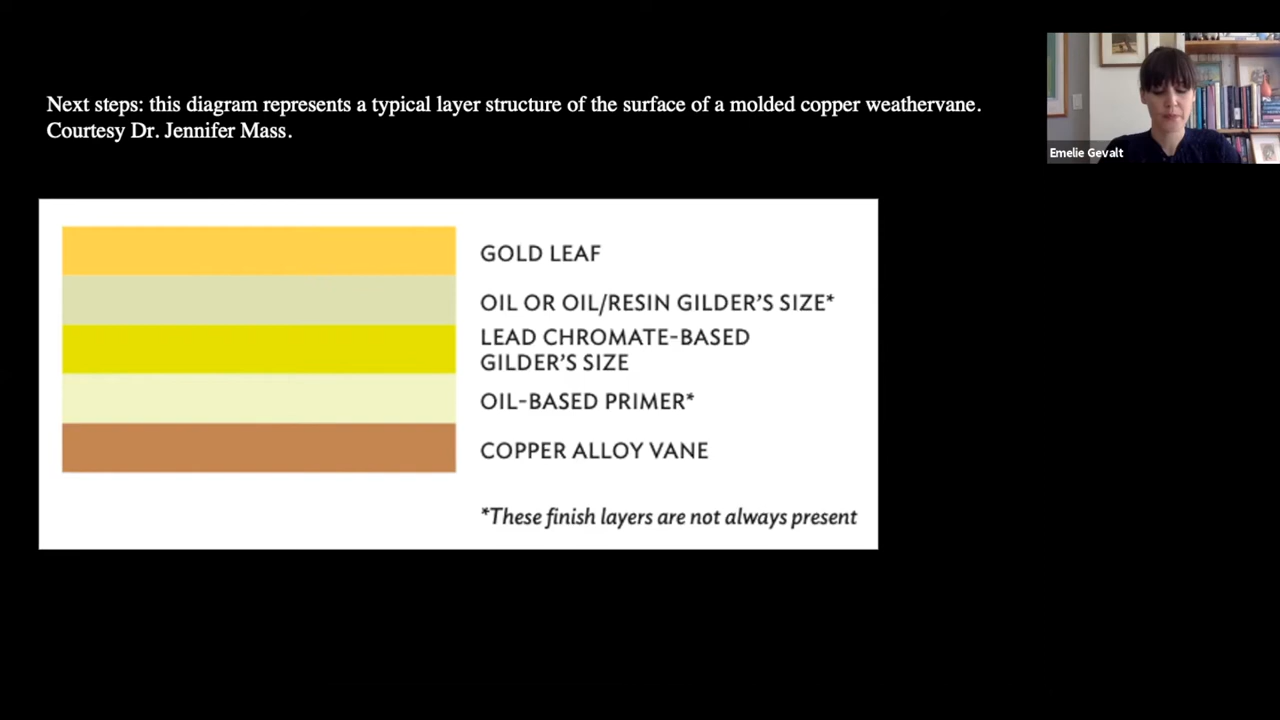 Next steps: this diagram represents a typical layer structure of the surface of a molded copper weathervane.
Courtesy Dr. Jennifer Mass.
Emelie Gevalt
GOLD LEAF
OIL OR OIL/RESIN GILDER'S SIZE*
LEAD CHROMATE-BASED
GILDER'S SIZE
OIL-BASED PRIMER*
COPPER ALLOY VANE
*These finish layers are not always present